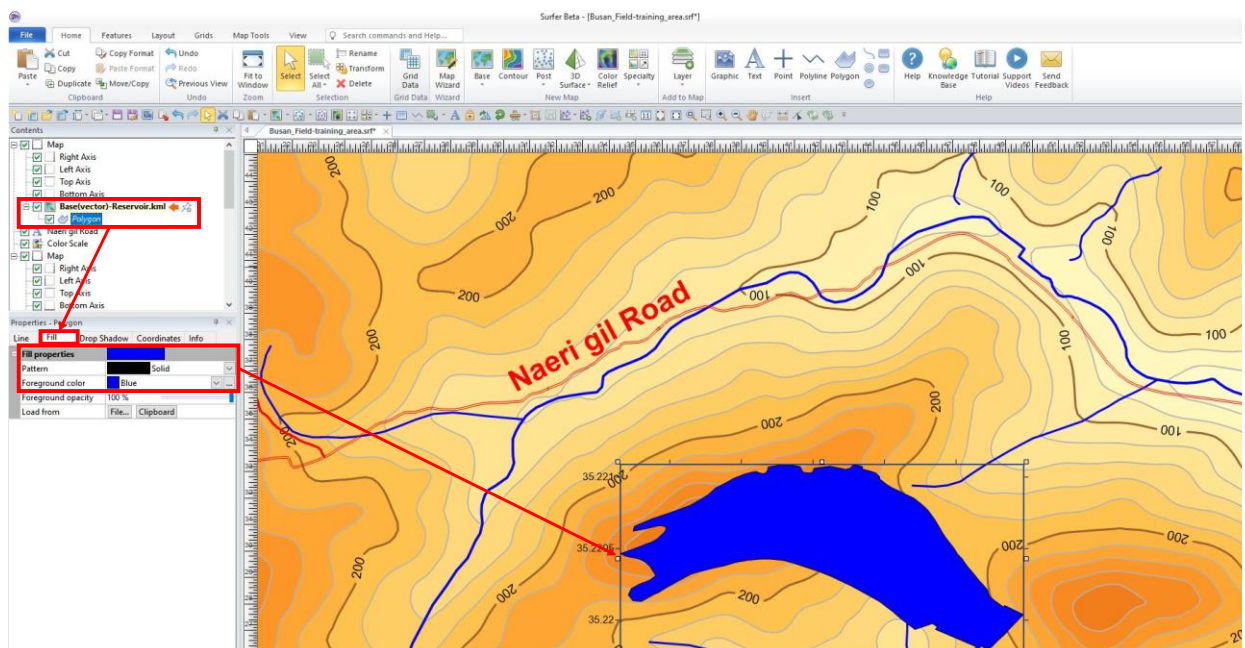 Surfer Beta - [Busan_Field-training_area.srf*]
File Home Features Layout Grids Map Tools View Search commands and Help...
Paste
Cut
Copy
Duplicate
Copy Format
Paste Format
Move/Copy
Clipboard
Undo
Redo
Previous View
Undo
Fit to Window
Zoom
Select
Select All
Rename
Transform
Delete
Selection
Grid Data
Grid Data
Map Wizard
Wizard
Base
Contour
Post
3D Surface
Color Relief
Specialty
New Map
Layer
Add to Map
Graphic
Text
Point
Polyline
Polygon
Insert
Help
Knowledge Base
Tutorial
Support Videos
Send Feedback
Help
Contents
Busan_Field-training_area.srf*
Map
Right Axis
Left Axis
Top Axis
Bottom Axis
Base(vector)-Reservoir.kml
Polygon
Naeri gil Road
Color Scale
Map
Right Axis
Left Axis
Top Axis
Bottom Axis
Properties - Polygon
Line Fill Drop Shadow Coordinates Info
Fill properties
Pattern Solid
Foreground color Blue ...
Foreground opacity 100 %
Load from File... Clipboard
Naeri gil Road
200
200
200
200
200
200
200
200
200
200
200
200
200
200
100
100
100
100
100
100
100
100
100
100
35.221
35.2205
35.22